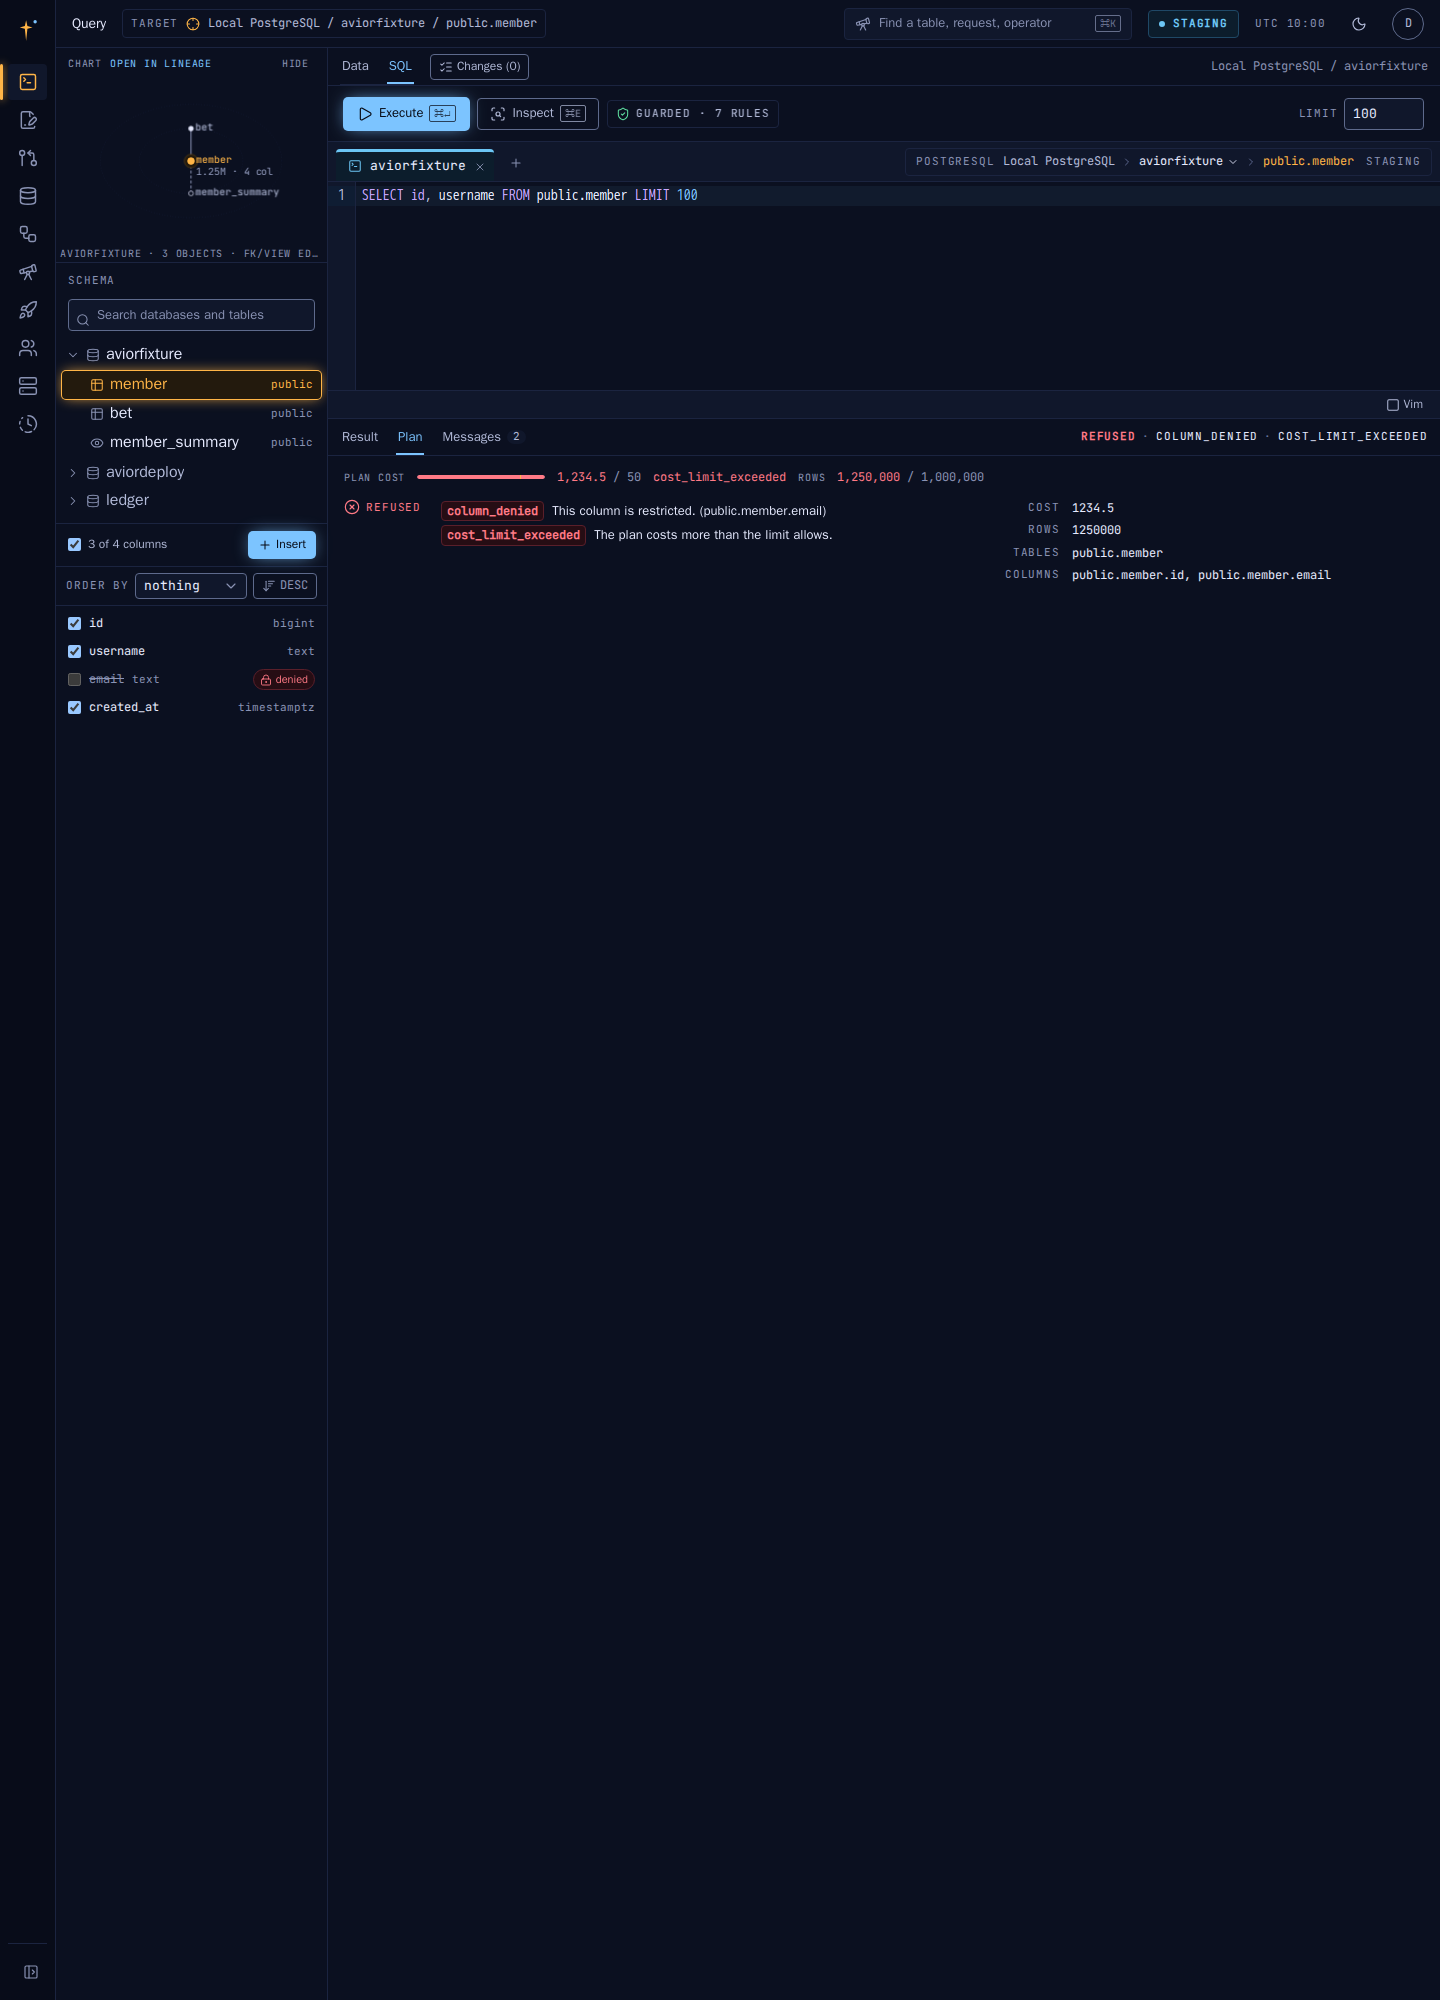 Query
TARGET Local PostgreSQL / aviorfixture / public.member
Find a table, request, operator ⌘K
STAGING
UTC 10:00
D
CHART OPEN IN LINEAGE HIDE
bet
member
1.25M · 4 col
member_summary
AVIORFIXTURE · 3 OBJECTS · FK/VIEW ED…
SCHEMA
Search databases and tables
aviorfixture
member public
bet public
member_summary public
aviordeploy
ledger
3 of 4 columns
Insert
ORDER BY nothing DESC
id bigint
username text
email text denied
created_at timestamptz
Data SQL Changes (0)
Local PostgreSQL / aviorfixture
Execute ⌘↵ Inspect ⌘E GUARDED · 7 RULES
LIMIT 100
aviorfixture
POSTGRESQL Local PostgreSQL › aviorfixture › public.member STAGING
1 SELECT id, username FROM public.member LIMIT 100
Vim
Result Plan Messages 2
REFUSED · COLUMN_DENIED · COST_LIMIT_EXCEEDED
PLAN COST 1,234.5 / 50 cost_limit_exceeded ROWS 1,250,000 / 1,000,000
REFUSED
column_denied This column is restricted. (public.member.email)
cost_limit_exceeded The plan costs more than the limit allows.
COST 1234.5
ROWS 1250000
TABLES public.member
COLUMNS public.member.id, public.member.email